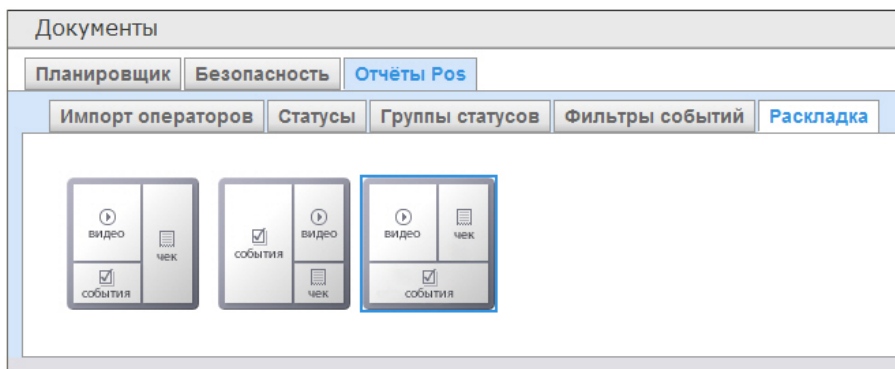 Документы
Планировщик Безопасность Отчёты Pos
Импорт операторов Статусы Группы статусов Фильтры событий Раскладка
видео
чек
события
события
видео
чек
видео
чек
события